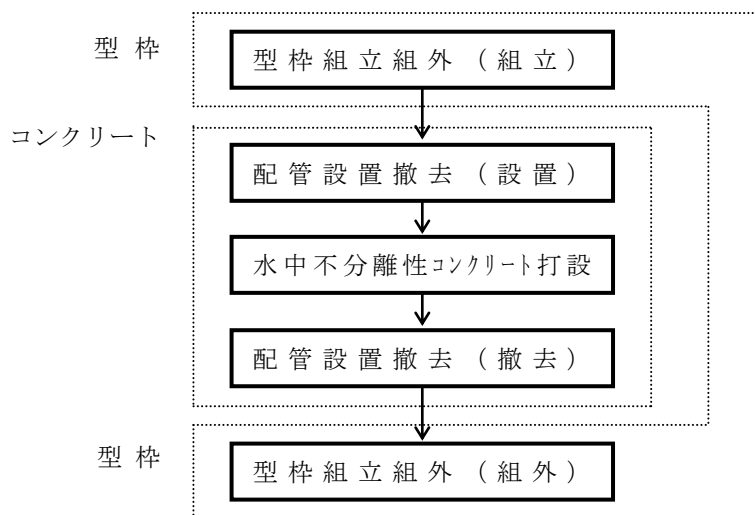 型枠
型枠組立組外(組立)
コンクリート
配管設置撤去(設置)
水中不分離性コンクリート打設
配管設置撤去(撤去)
型枠
型枠組立組外(組外)